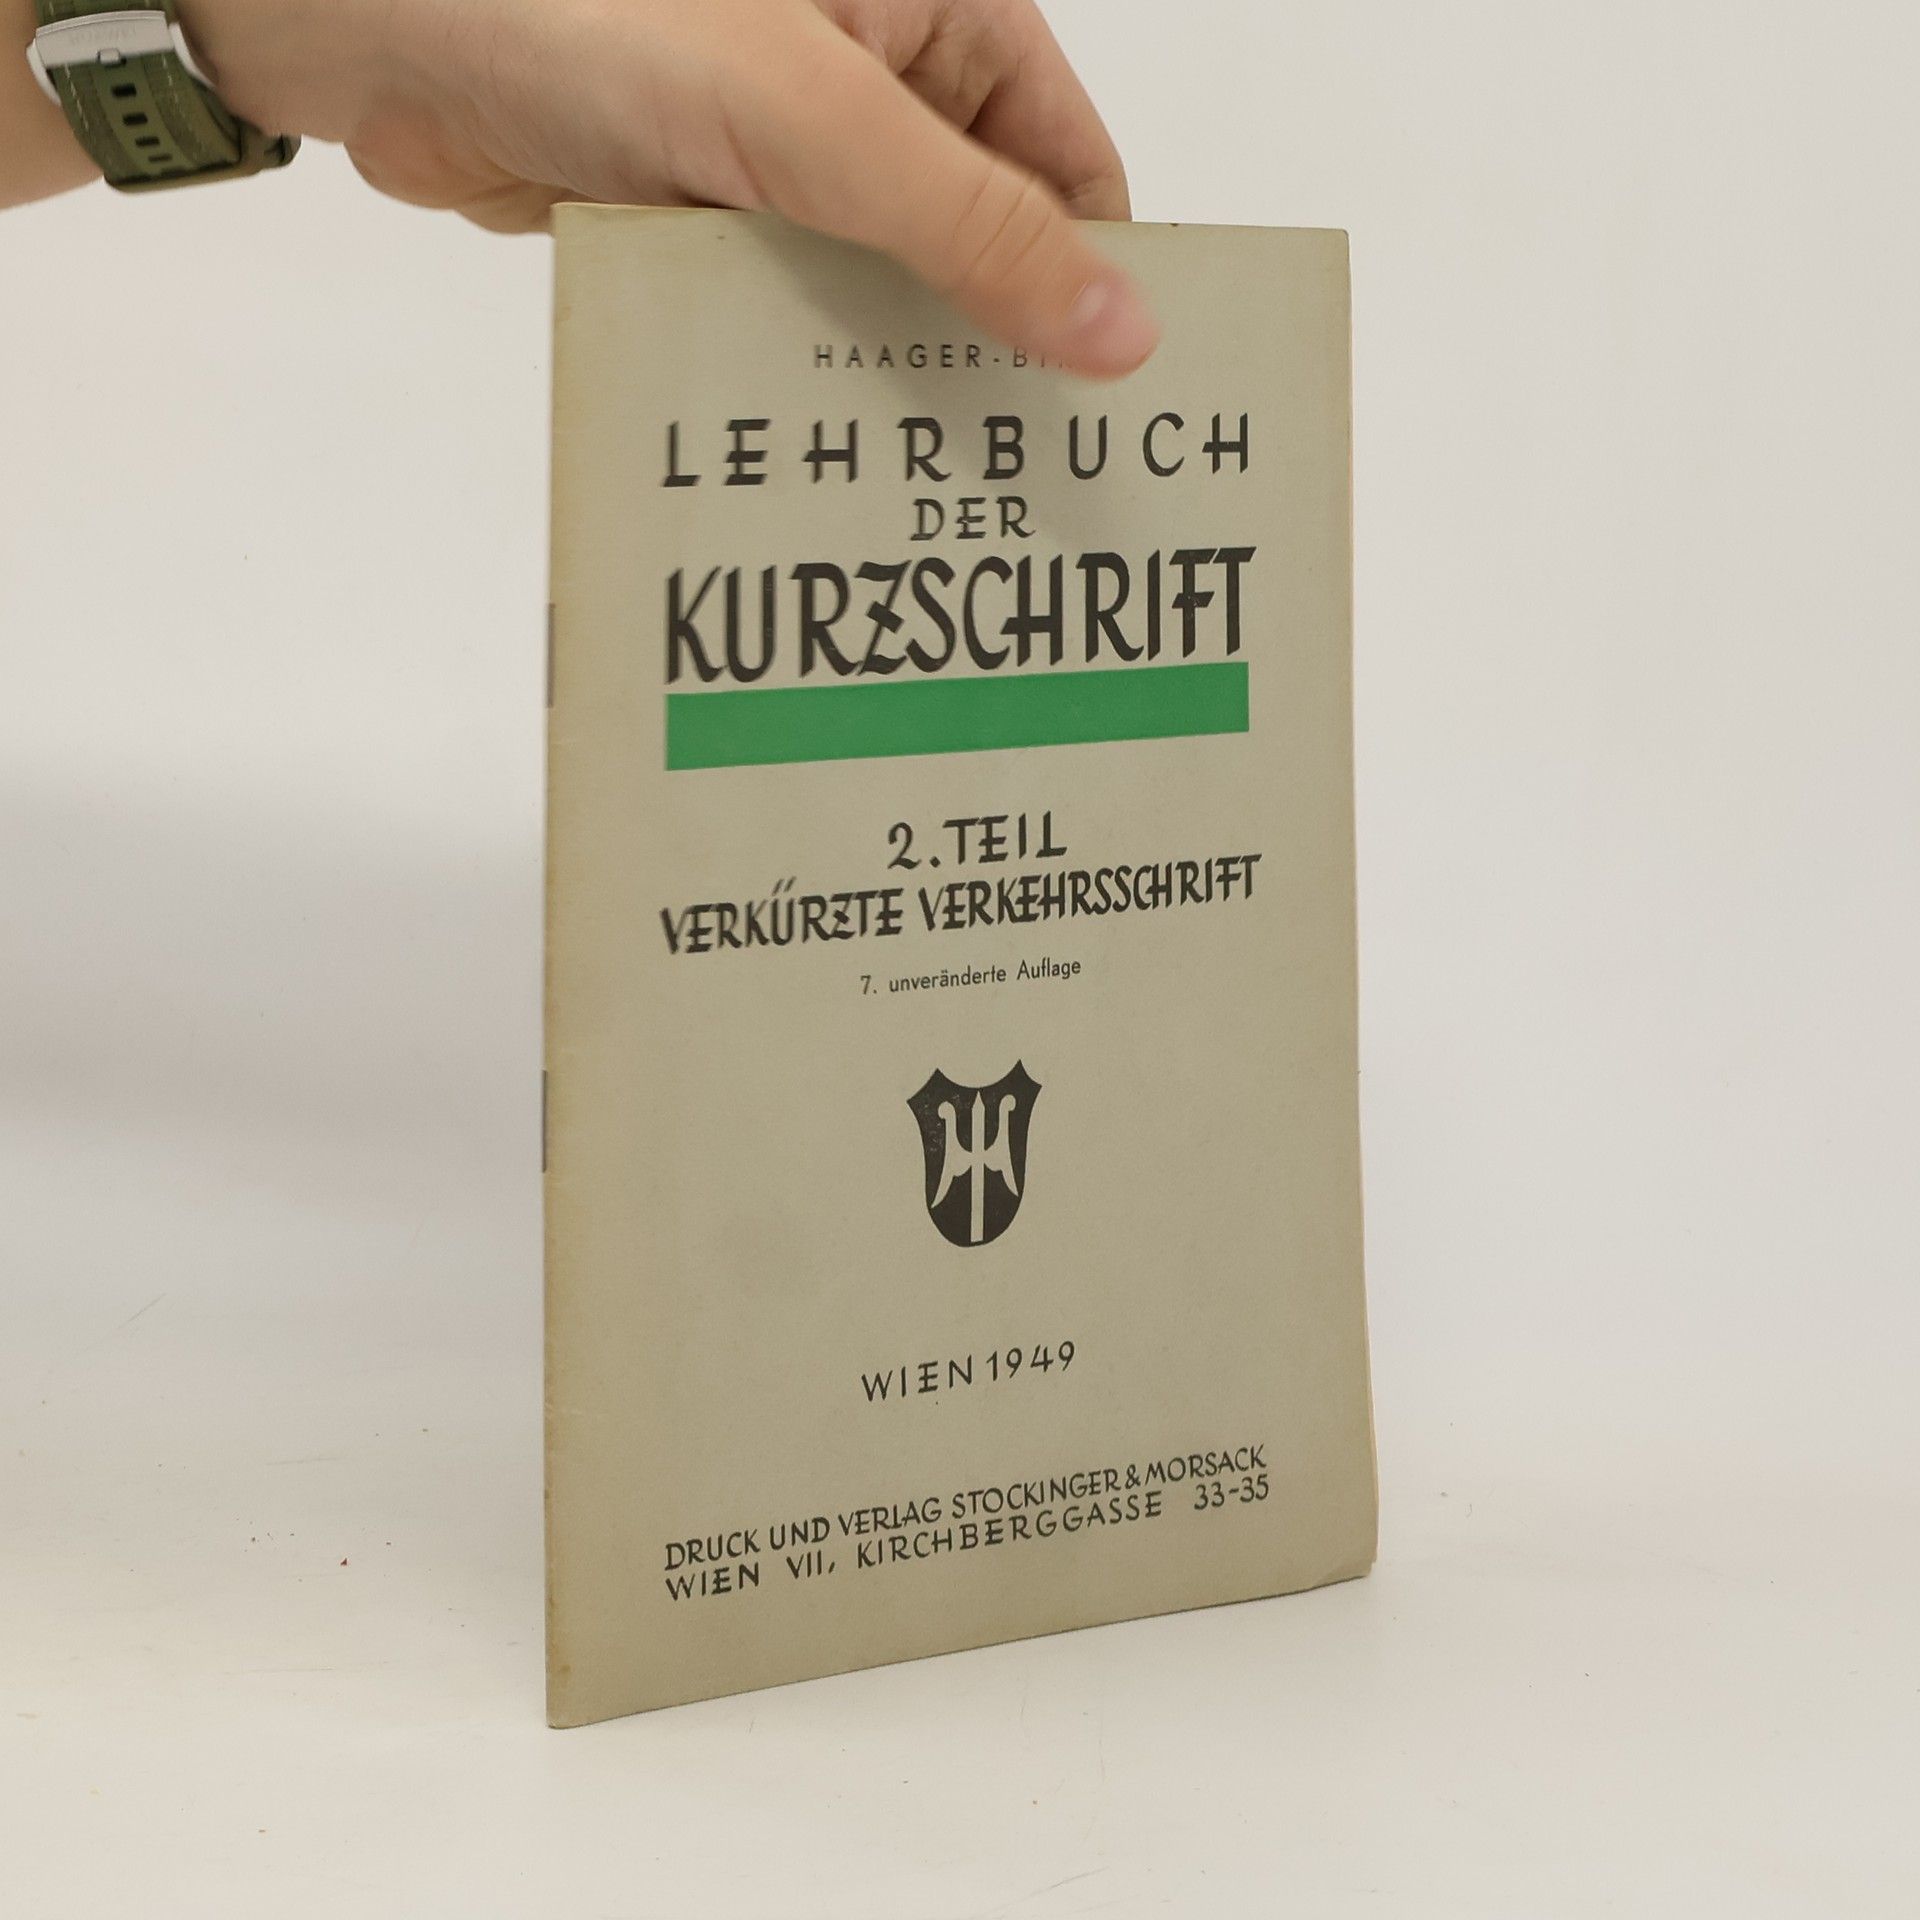 HAAGER-
LEHRBUCH
DER
KURZSCHRIFT
2. TEIL
VERKÜRZTE VERKEHRSSCHRIFT
7. unveränderte Auflage
WIEN 1949
DRUCK UND VERLAG STOCKINGER & MORSACK
WIEN VII, KIRCHBERGGASSE 33-35